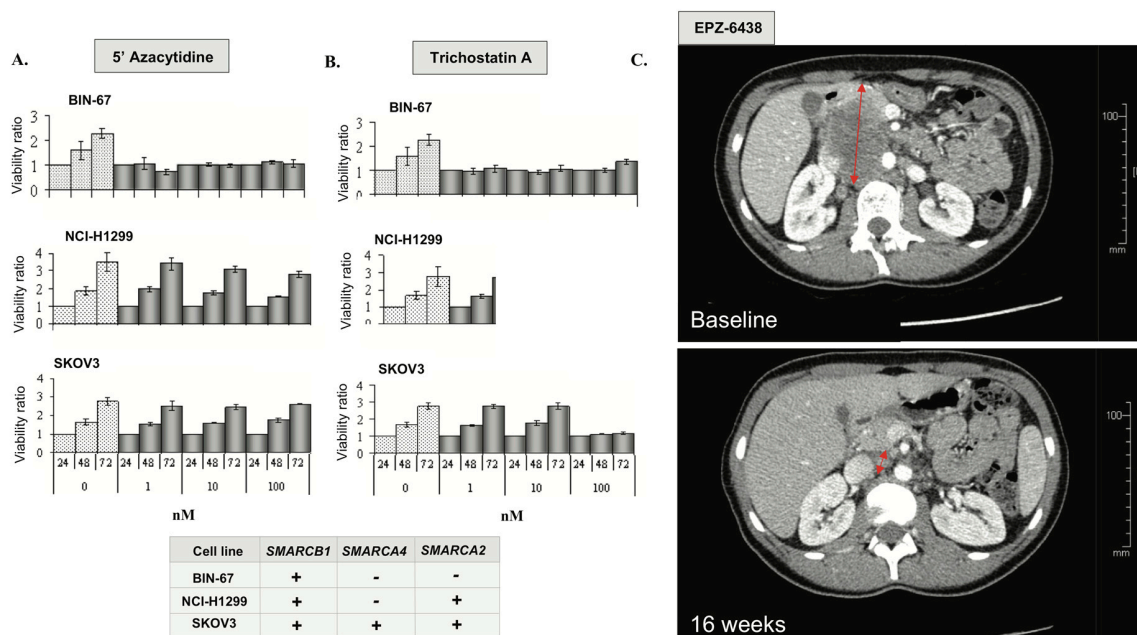 A.
5' Azacytidine
BIN-67
Viability ratio
3
2
1
0
NCI-H1299
Viability ratio
4
3
2
1
0
SKOV3
Viability ratio
4
3
2
1
0
24 48 72 24 48 72 24 48 72 24 48 72
0 1 10 100
nM
B.
Trichostatin A
BIN-67
Viability ratio
3
2
1
0
NCI-H1299
Viability ratio
4
3
2
1
0
SKOV3
Viability ratio
4
3
2
1
0
24 48 72 24 48 72 24 48 72 24 48 72
0 1 10 100
nM
Cell line SMARCB1 SMARCA4 SMARCA2
BIN-67 + - -
NCI-H1299 + - +
SKOV3 + + +
C.
EPZ-6438
100
mm
Baseline
100
mm
16 weeks